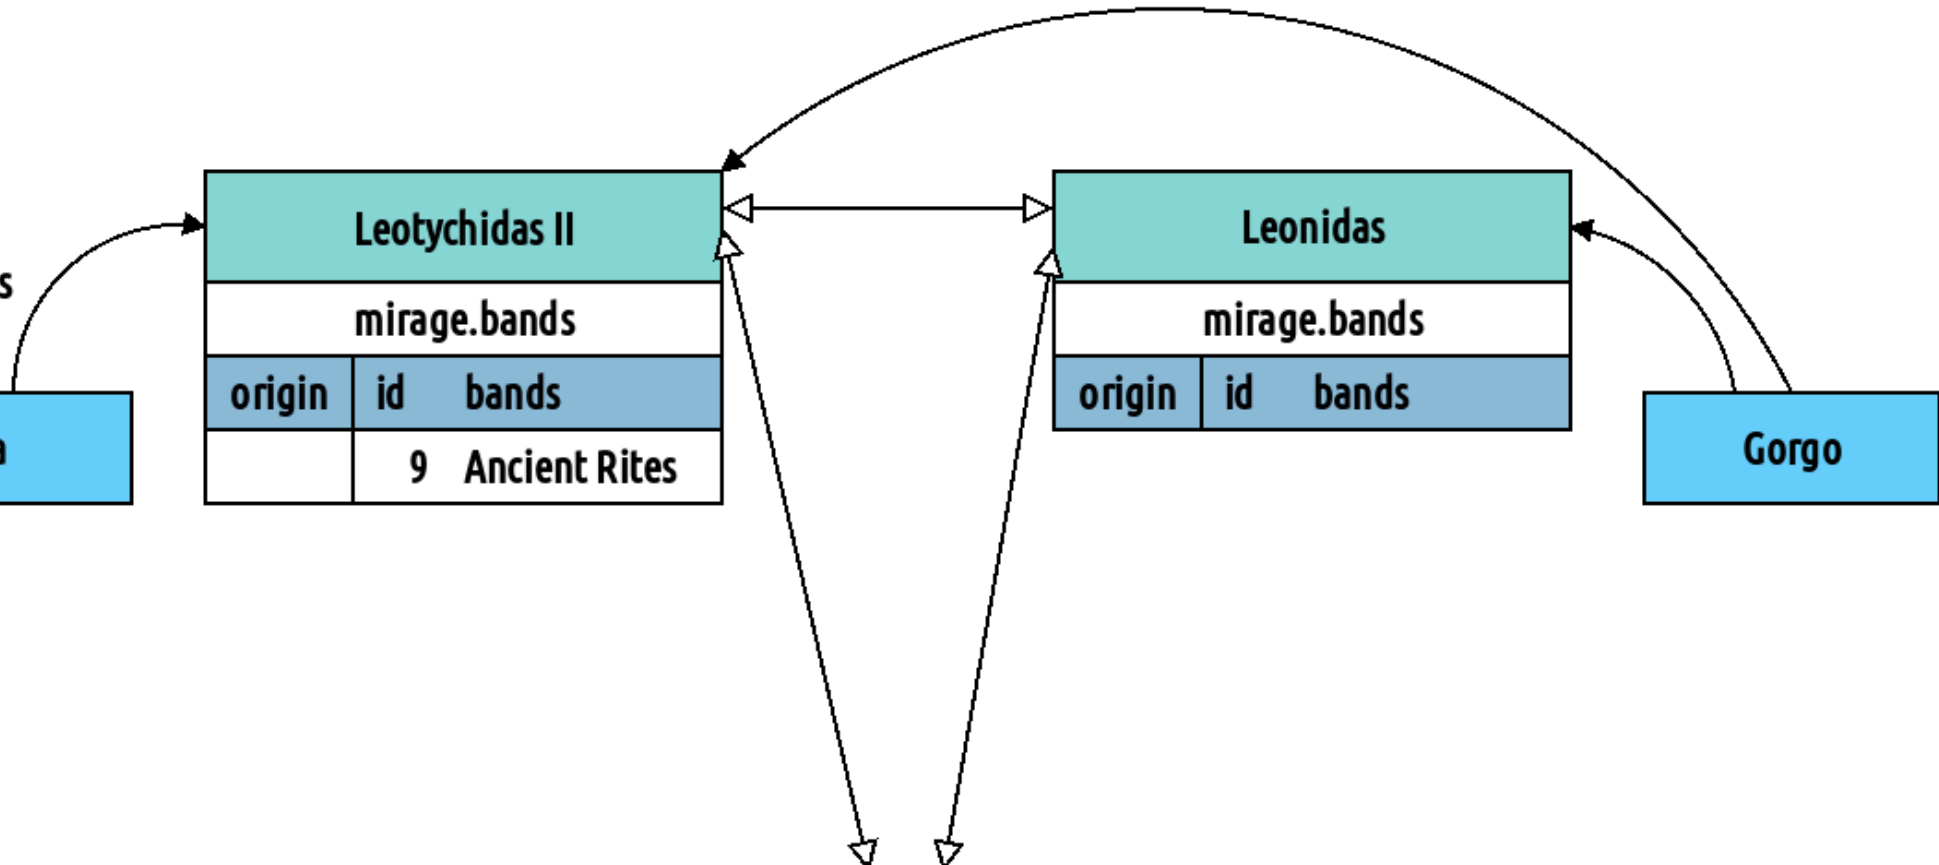 Leotychidas II
mirage.bands
origin id bands
9 Ancient Rites
Leonidas
mirage.bands
origin id bands
Gorgo